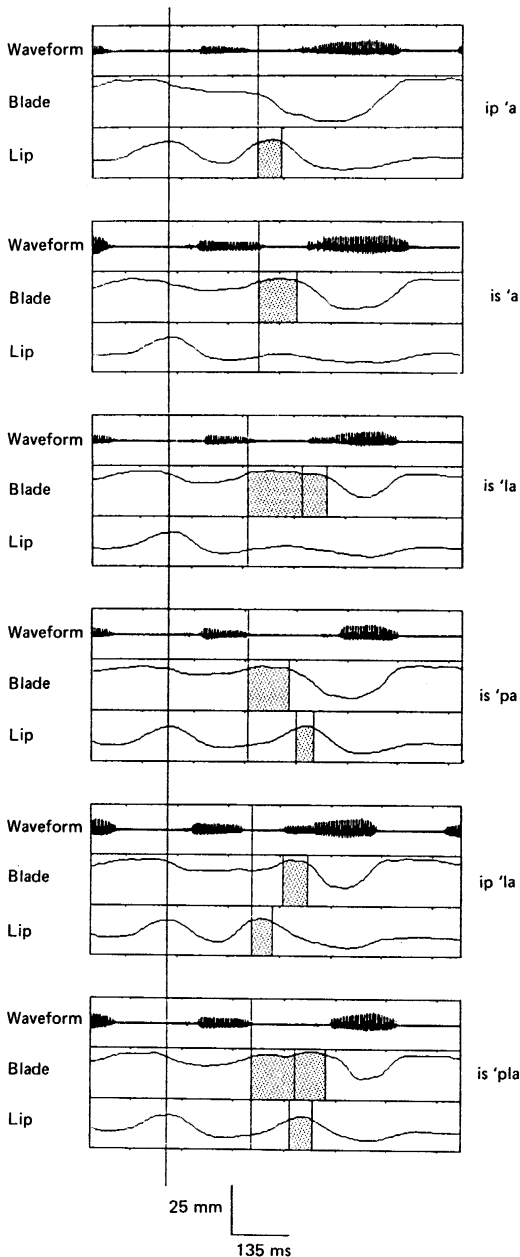 Waveform
Blade
ip 'a
Lip
Waveform
Blade
is 'a
Lip
Waveform
Blade
is 'la
Lip
Waveform
Blade
is 'pa
Lip
Waveform
Blade
ip 'la
Lip
Waveform
Blade
is 'pla
Lip
25 mm
135 ms